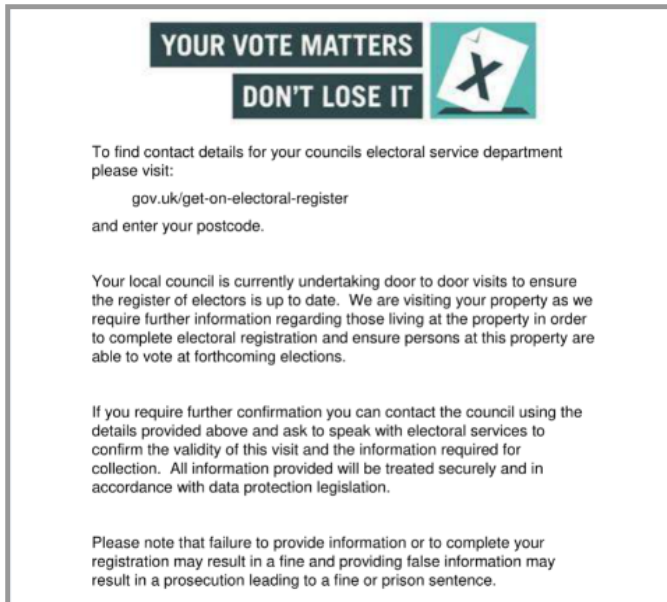 YOUR VOTE MATTERS
DON'T LOSE IT
X
To find contact details for your councils electoral service department
please visit:
gov.uk/get-on-electoral-register
and enter your postcode.
Your local council is currently undertaking door to door visits to ensure
the register of electors is up to date.  We are visiting your property as we
require further information regarding those living at the property in order
to complete electoral registration and ensure persons at this property are
able to vote at forthcoming elections.
If you require further confirmation you can contact the council using the
details provided above and ask to speak with electoral services to
confirm the validity of this visit and the information required for
collection.  All information provided will be treated securely and in
accordance with data protection legislation.
Please note that failure to provide information or to complete your
registration may result in a fine and providing false information may
result in a prosecution leading to a fine or prison sentence.